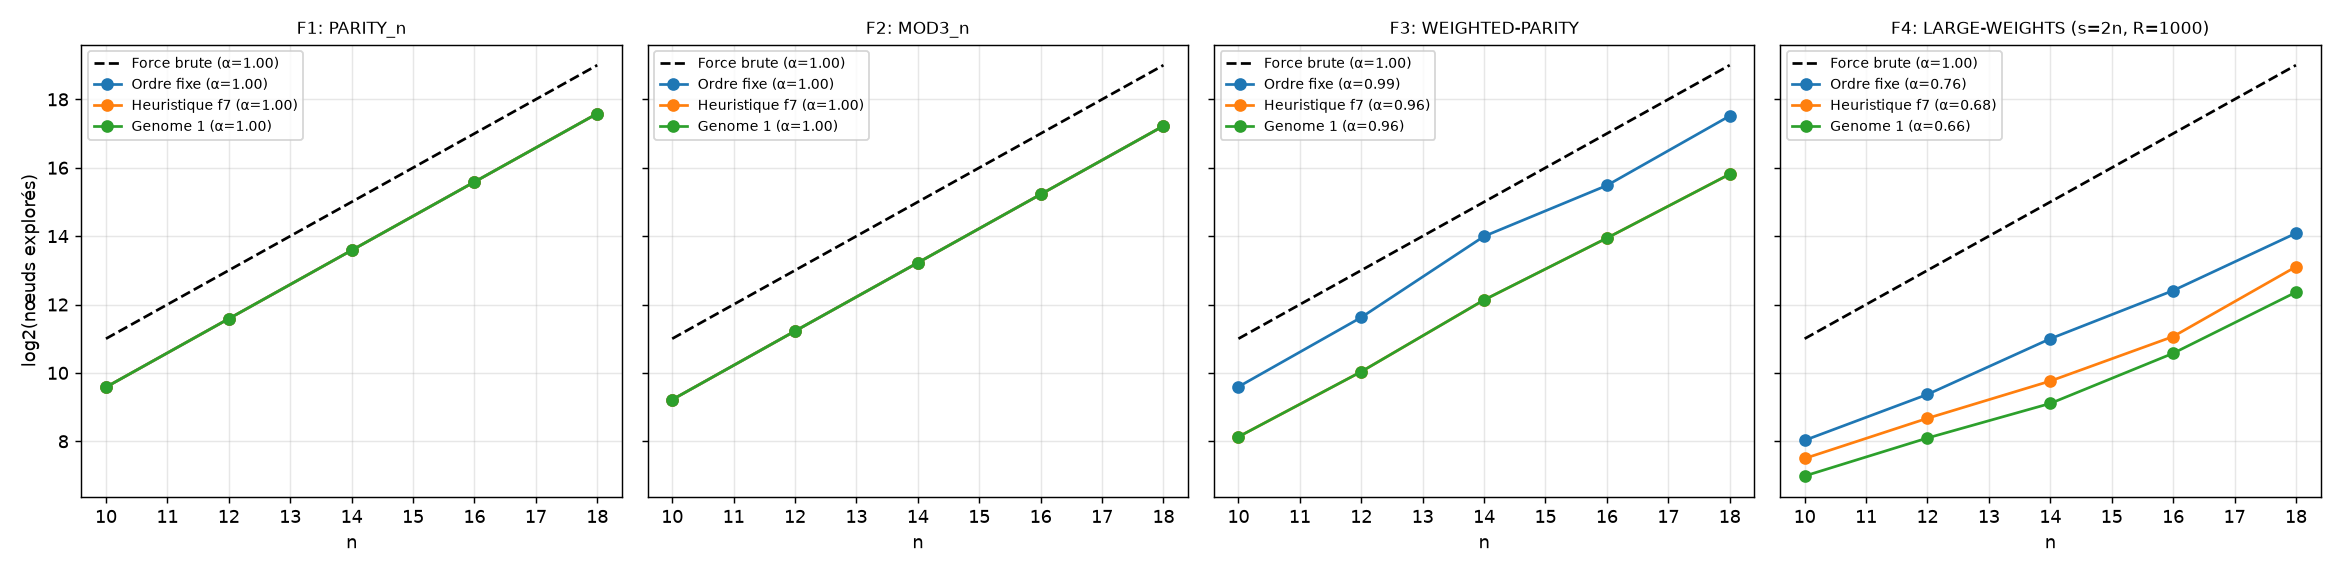 F1: PARITY_n
Force brute (α=1.00)
Ordre fixe (α=1.00)
Heuristique f7 (α=1.00)
Genome 1 (α=1.00)
log2(nœuds explorés)
18
16
14
12
10
8
10 11 12 13 14 15 16 17 18
n
F2: MOD3_n
Force brute (α=1.00)
Ordre fixe (α=1.00)
Heuristique f7 (α=1.00)
Genome 1 (α=1.00)
10 11 12 13 14 15 16 17 18
n
F3: WEIGHTED-PARITY
Force brute (α=1.00)
Ordre fixe (α=0.99)
Heuristique f7 (α=0.96)
Genome 1 (α=0.96)
10 11 12 13 14 15 16 17 18
n
F4: LARGE-WEIGHTS (s=2n, R=1000)
Force brute (α=1.00)
Ordre fixe (α=0.76)
Heuristique f7 (α=0.68)
Genome 1 (α=0.66)
10 11 12 13 14 15 16 17 18
n